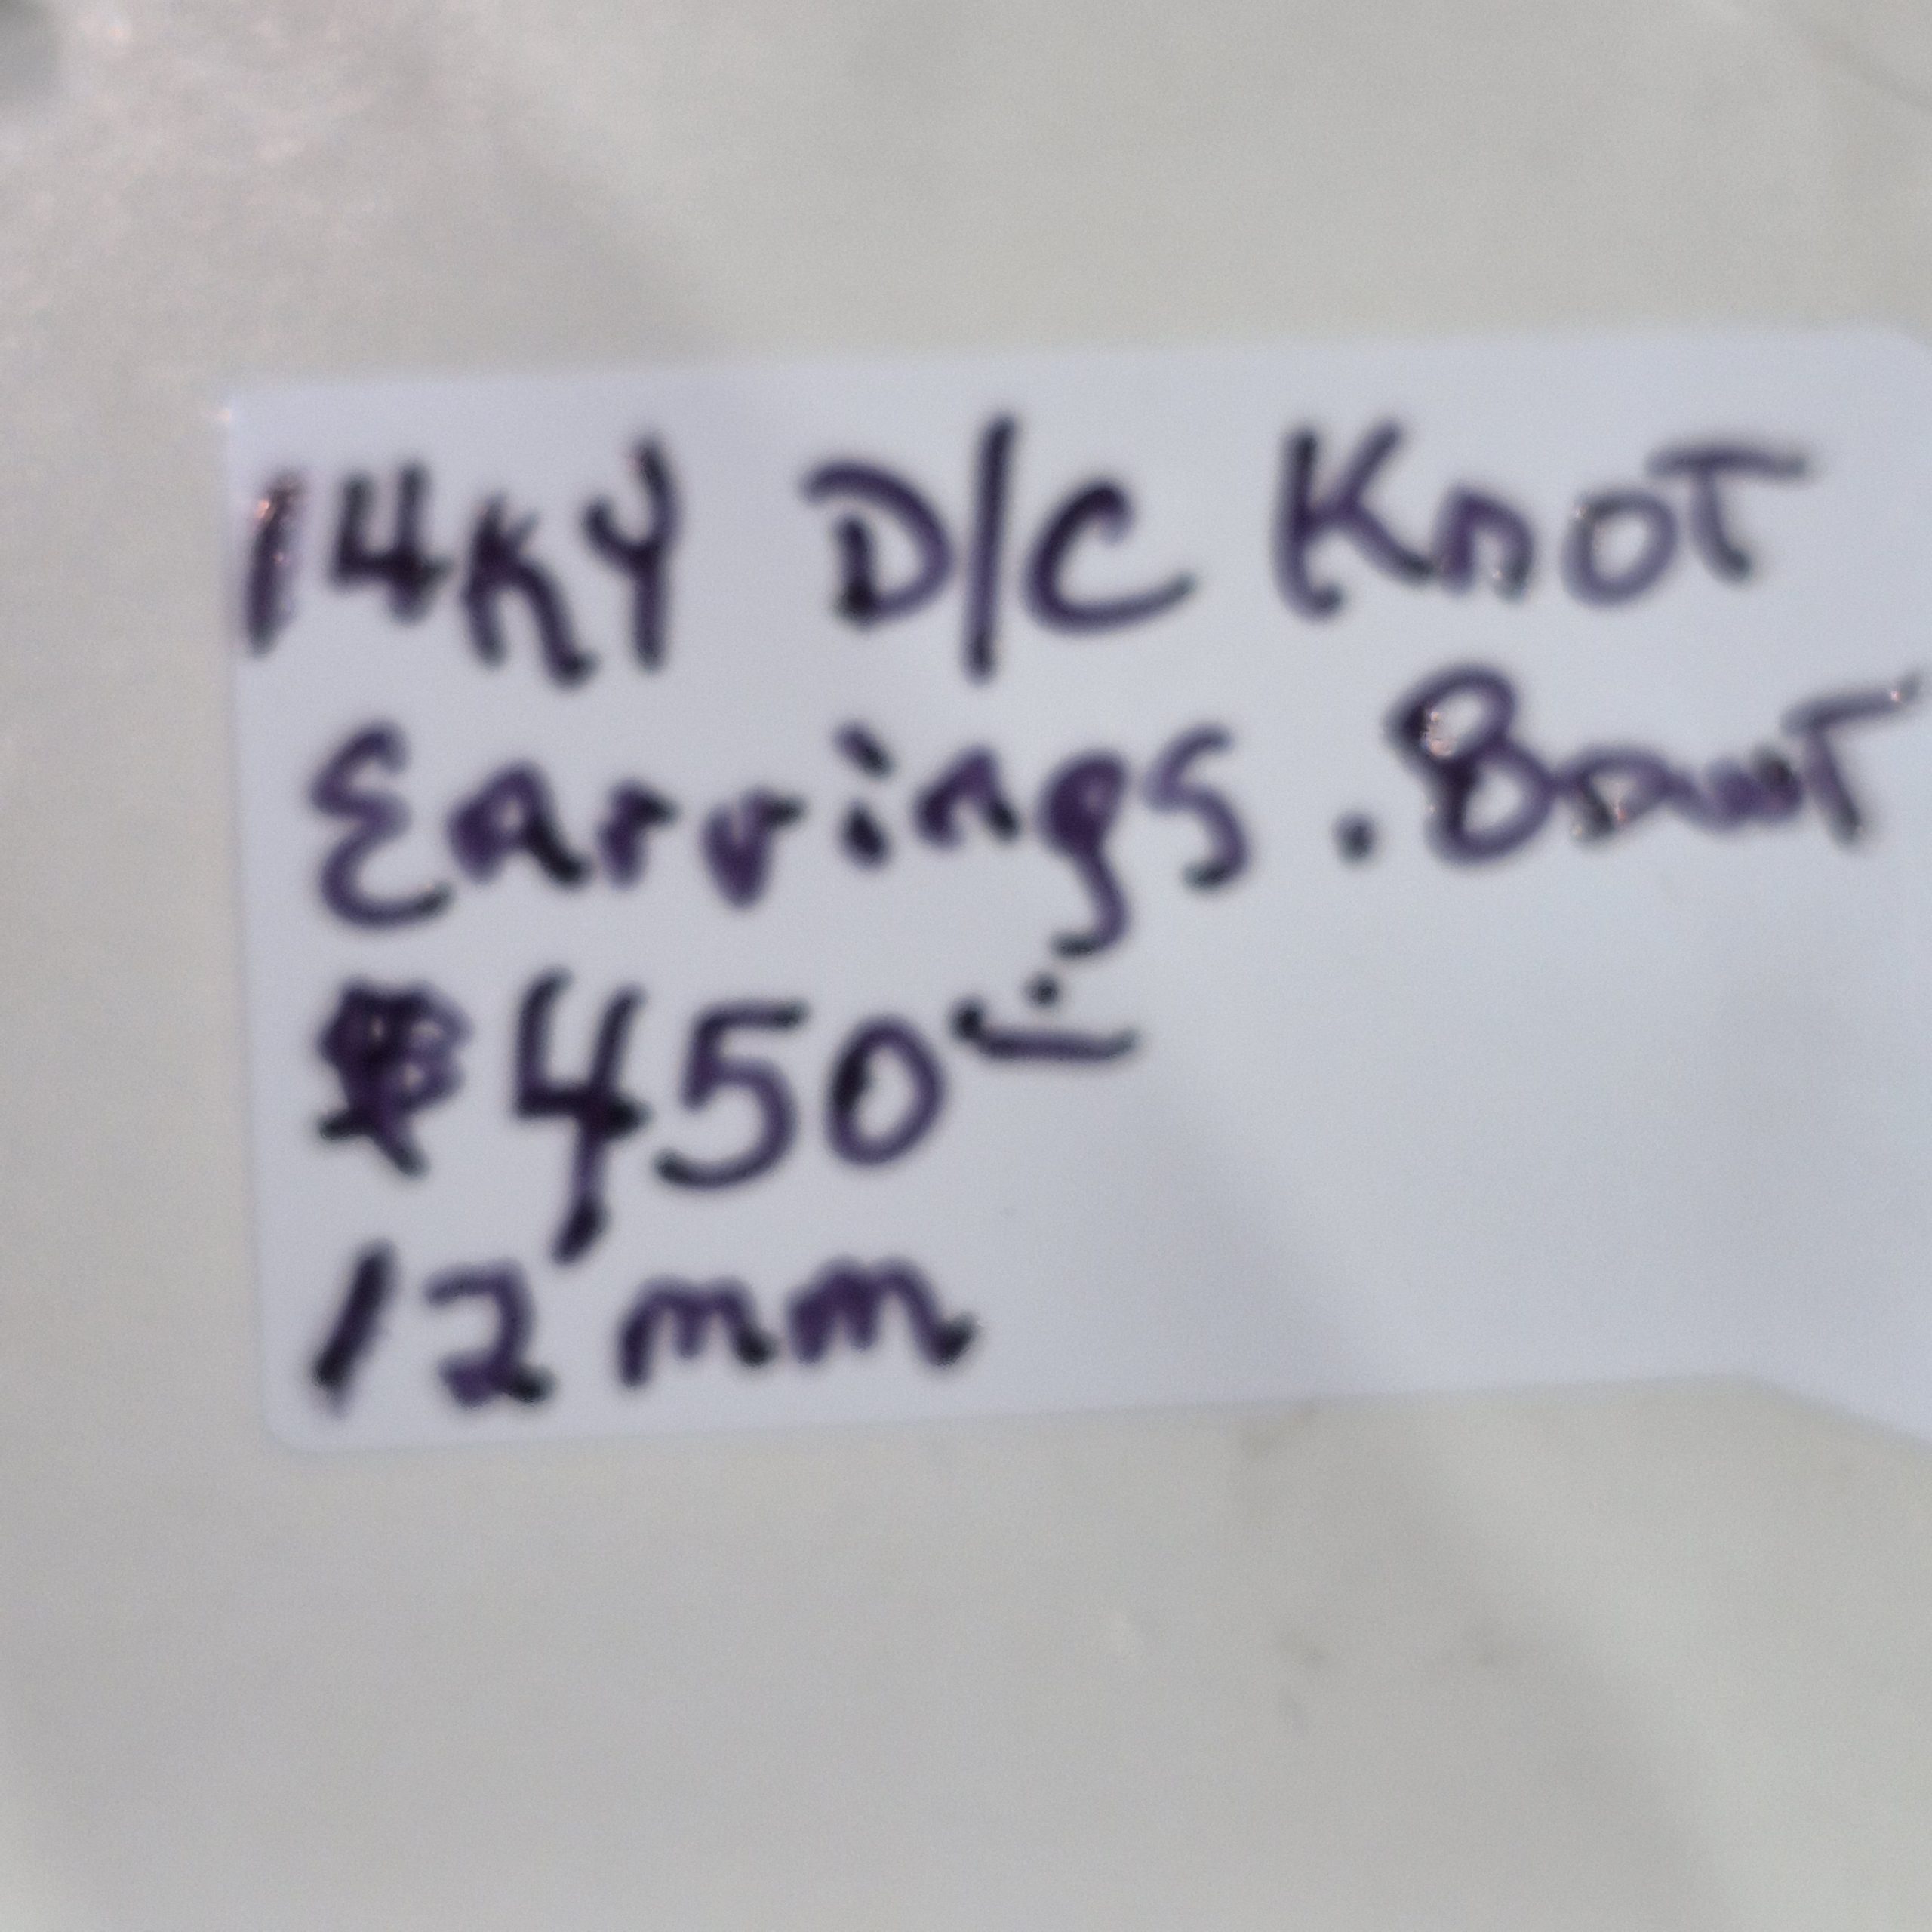 14KY D/C KnoT
Earrings .8DWT
$450
12mm